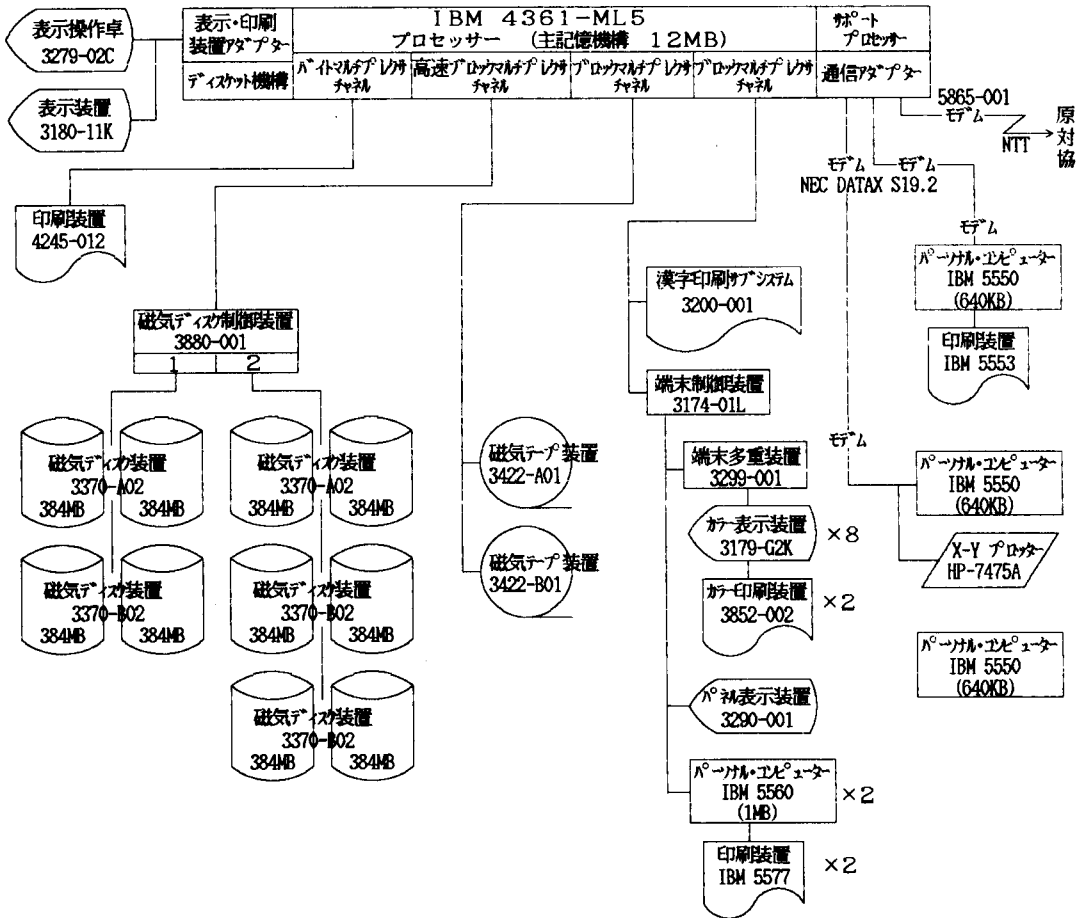 表示操作卓
3279-02C
表示・印刷
装置アダプター
IBM 4361-ML5
プロセッサー (主記憶機構 12MB)
サポート
プロセッサー
ディスケット機構
バイトマルチプレクサ
チャネル
高速ブロックマルチプレクサ
チャネル
ブロックマルチプレクサ
チャネル
ブロックマルチプレクサ
チャネル
通信アダプター
表示装置
3180-11K
5865-001
モデム
NTT
原対協
モデム
モデム
NEC DATAX S19.2
印刷装置
4245-012
モデム
パーソナル・コンピューター
IBM 5550
(640KB)
印刷装置
IBM 5553
漢字印刷サブシステム
3200-001
磁気ディスク制御装置
3880-001
1
2
端末制御装置
3174-01L
磁気ディスク装置
3370-A02
384MB
384MB
磁気ディスク装置
3370-A02
384MB
384MB
磁気テープ装置
3422-A01
端末多重装置
3299-001
モデム
パーソナル・コンピューター
IBM 5550
(640KB)
カラー表示装置
3179-G2K
×8
X-Y プロッター
HP-7475A
磁気ディスク装置
3370-B02
384MB
384MB
磁気ディスク装置
3370-B02
384MB
384MB
磁気テープ装置
3422-B01
カラー印刷装置
3852-002
×2
パーソナル・コンピューター
IBM 5550
(640KB)
磁気ディスク装置
3370-B02
384MB
384MB
パネル表示装置
3290-001
パーソナル・コンピューター
IBM 5560
(1MB)
×2
印刷装置
IBM 5577
×2